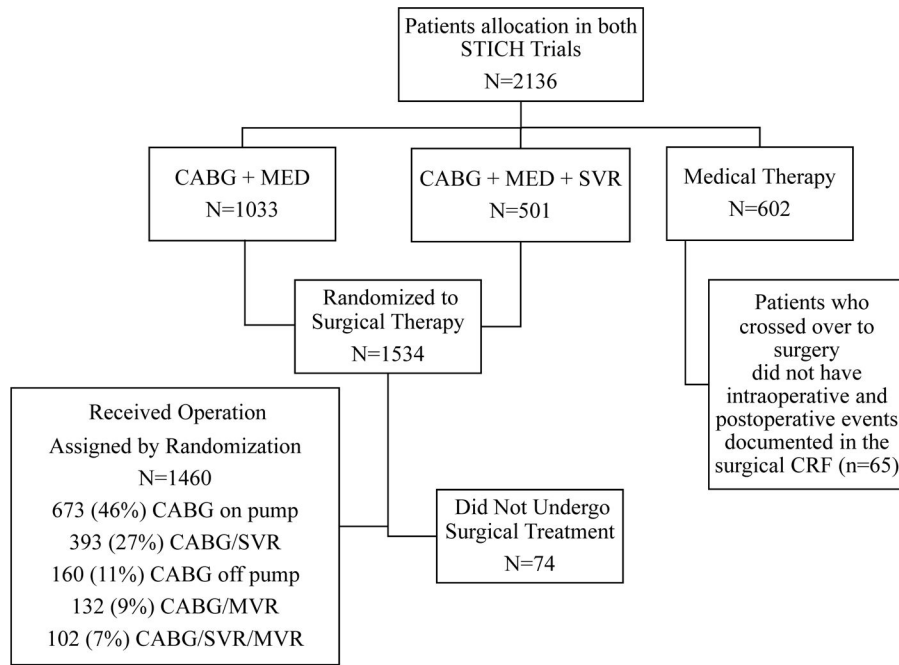 Patients allocation in both
STICH Trials
N=2136
CABG + MED
N=1033
CABG + MED + SVR
N=501
Medical Therapy
N=602
Randomized to
Surgical Therapy
N=1534
Patients who
crossed over to
surgery
did not have
intraoperative and
postoperative events
documented in the
surgical CRF (n=65)
Received Operation
Assigned by Randomization
N=1460
673 (46%) CABG on pump
393 (27%) CABG/SVR
160 (11%) CABG off pump
132 (9%) CABG/MVR
102 (7%) CABG/SVR/MVR
Did Not Undergo
Surgical Treatment
N=74